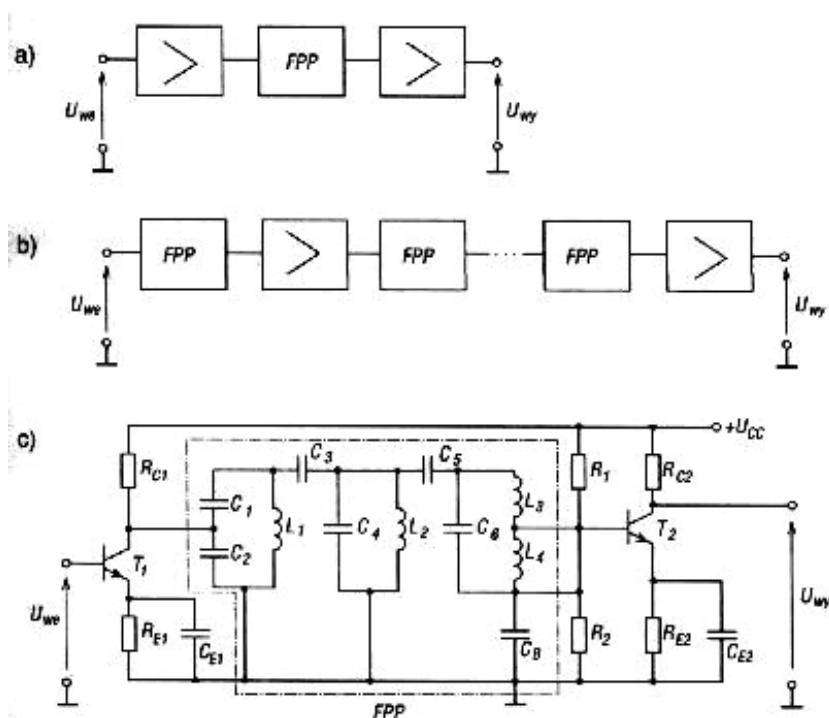 a)
FPP
U_we
U_wy
b)
FPP
FPP
FPP
U_we
U_wy
c)
+U_CC
R_C1
C_1
C_2
L_1
C_3
C_4
L_2
C_5
C_6
L_3
L_4
R_1
R_C2
T_1
T_2
U_we
R_E1
C_E1
C_B
R_2
R_E2
C_E2
U_wy
FPP